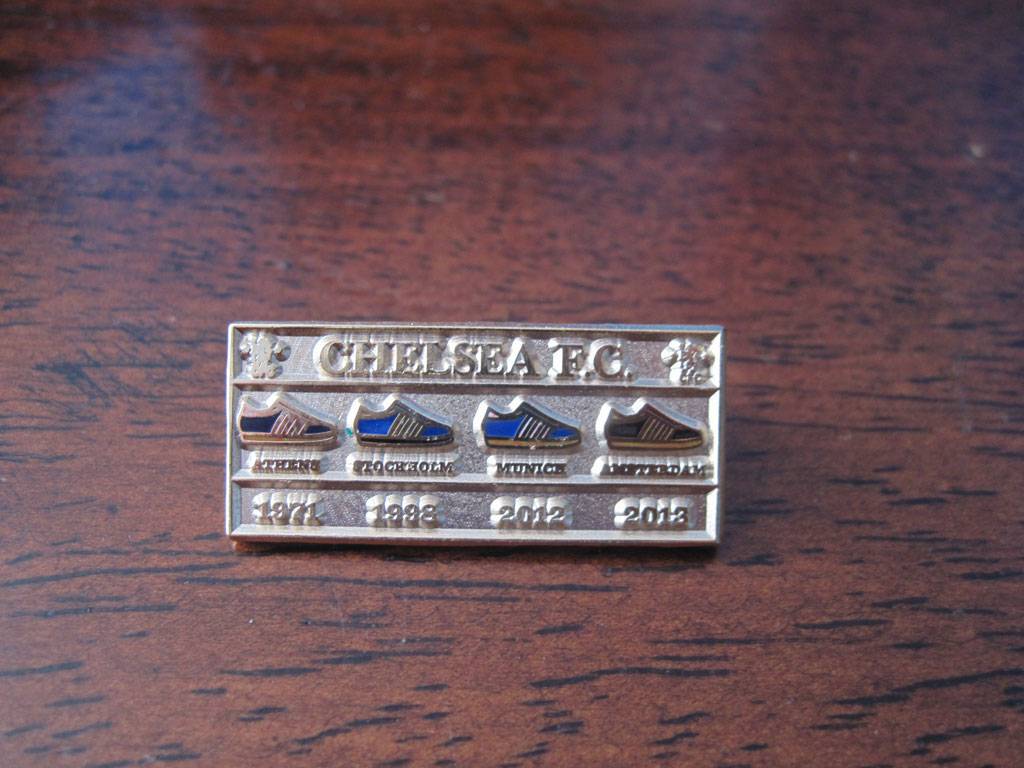 CHELSEA F.C.
ATHENS STOCKHOLM MUNICH AMSTERDAM
1971 1998 2012 2013